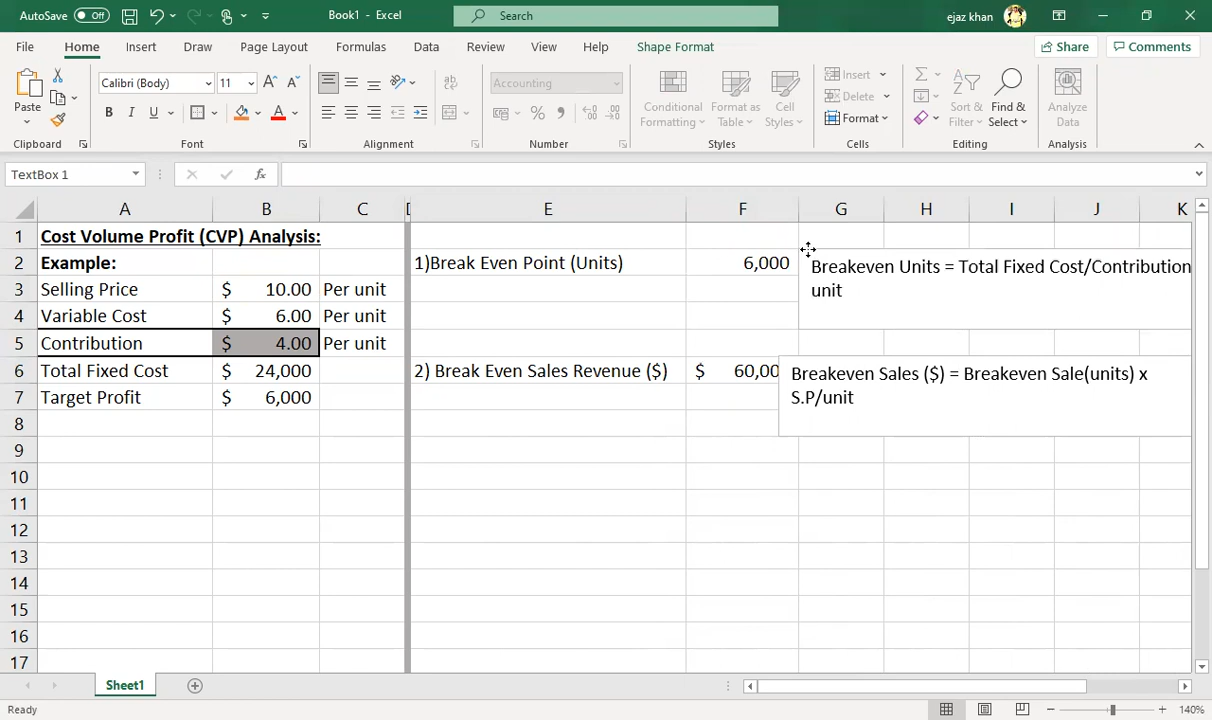 AutoSave Off Book1 - Excel Search ejaz khan
File Home Insert Draw Page Layout Formulas Data Review View Help Shape Format Share Comments
Paste
Calibri (Body) 11
B I U A
ab
Accounting
$ % ,
Conditional Formatting
Format as Table
Cell Styles
Insert
Delete
Format
Sort & Filter
Find & Select
Analyze Data
Clipboard Font Alignment Number Styles Cells Editing Analysis
TextBox 1 fx
A B C E F G H I J K
1 Cost Volume Profit (CVP) Analysis:
2 Example: 1)Break Even Point (Units) 6,000 Breakeven Units = Total Fixed Cost/Contribution
3 Selling Price $ 10.00 Per unit unit
4 Variable Cost $ 6.00 Per unit
5 Contribution $ 4.00 Per unit
6 Total Fixed Cost $ 24,000 2) Break Even Sales Revenue ($) $ 60,00 Breakeven Sales ($) = Breakeven Sale(units) x
7 Target Profit $ 6,000 S.P/unit
8
9
10
11
12
13
14
15
16
17
Sheet1
Ready 140%